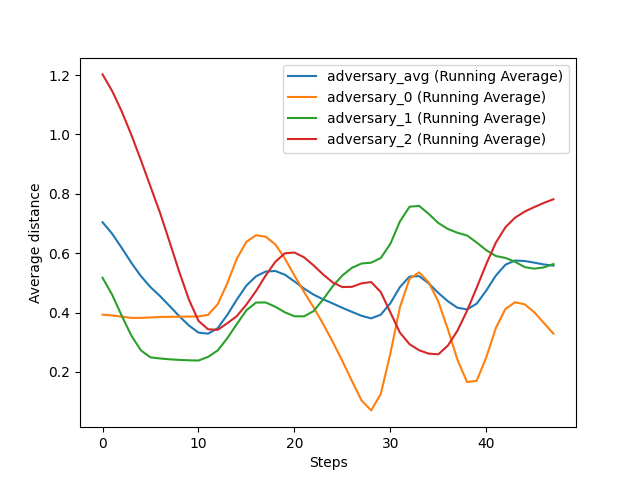 adversary_avg (Running Average)
adversary_0 (Running Average)
adversary_1 (Running Average)
adversary_2 (Running Average)
Average distance
1.2
1.0
0.8
0.6
0.4
0.2
0 10 20 30 40
Steps